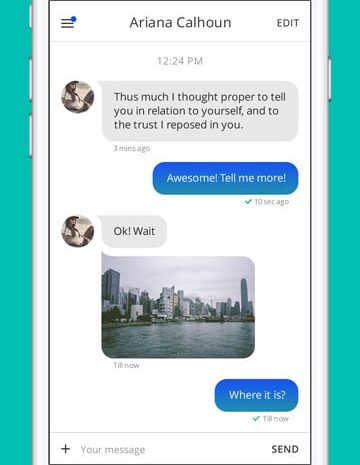 Ariana Calhoun EDIT
12:24 PM
Thus much I thought proper to tell
you in relation to yourself, and to
the trust I reposed in you.
3 mins ago
Awesome! Tell me more!
10 sec ago
Ok! Wait
Till now
Where it is?
Till now
+ Your message SEND